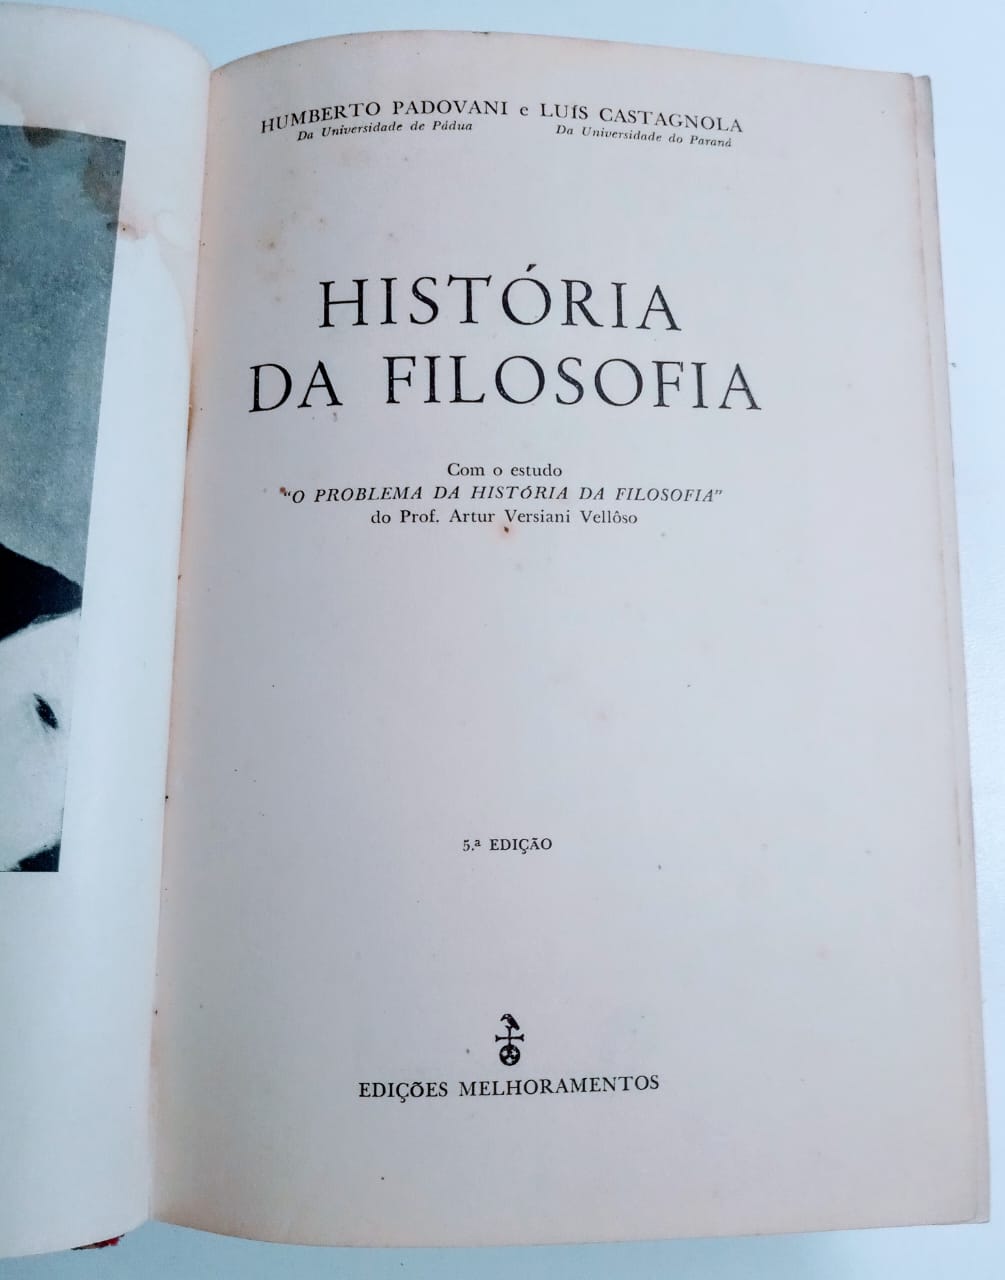 HUMBERTO PADOVANI e LUÍS CASTAGNOLA
Da Universidade de Pádua Da Universidade do Paraná
HISTÓRIA
DA FILOSOFIA
Com o estudo
"O PROBLEMA DA HISTÓRIA DA FILOSOFIA"
do Prof. Artur Versiani Vellôso
5.ª EDIÇÃO
EDIÇÕES MELHORAMENTOS